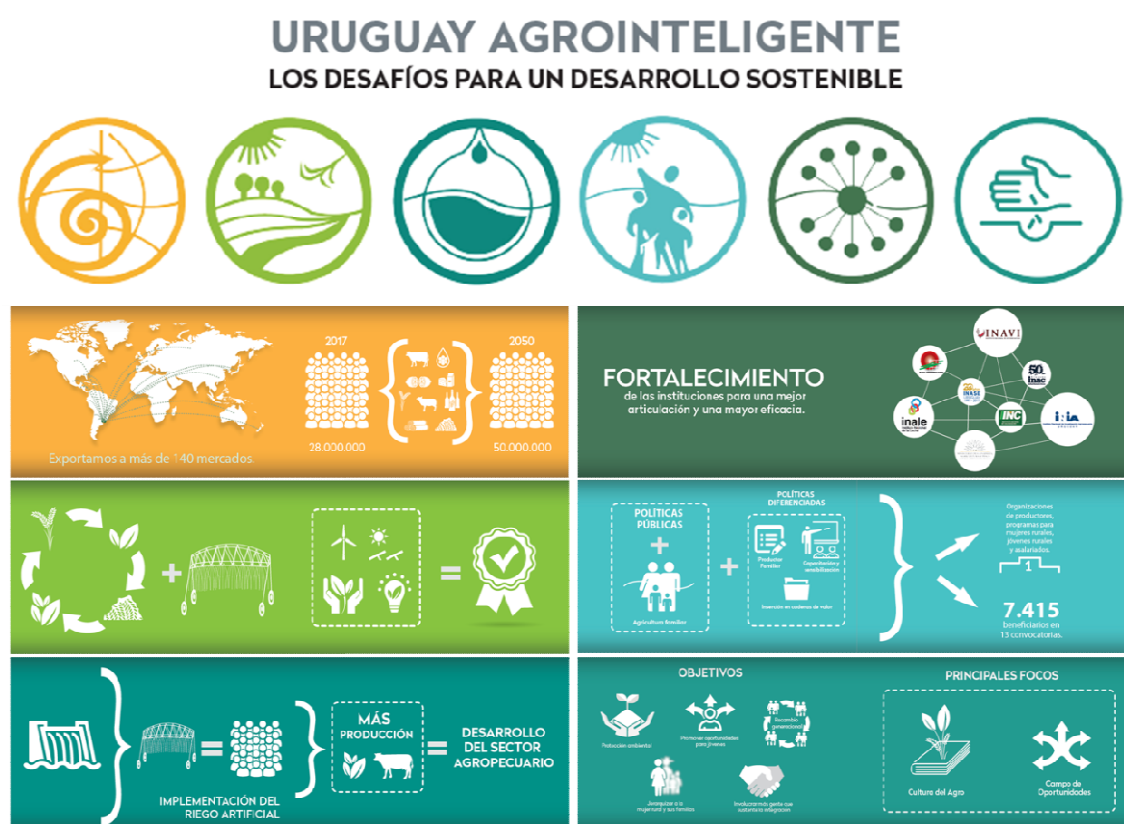 URUGUAY AGROINTELIGENTE
LOS DESAFÍOS PARA UN DESARROLLO SOSTENIBLE
2017
2050
28.000.000
50.000.000
Exportamos a más de 140 mercados.
FORTALECIMIENTO
de las instituciones para una mejor
articulación y una mayor eficacia.
INAVI
50
inac
INASE
inale
INC
INIA
+
=
POLÍTICAS
PÚBLICAS
+
Agricultura familiar
+
POLÍTICAS
DIFERENCIADAS
Productor
Familiar
Capacitación y
sensibilización
Inserción en cadenas de valor
Organizaciones
de productores,
programas para
mujeres rurales,
jóvenes rurales
y asalariados.
1
7.415
beneficiarios en
13 convocatorias.
IMPLEMENTACIÓN DEL
RIEGO ARTIFICIAL
=
MÁS
PRODUCCIÓN
=
DESARROLLO
DEL SECTOR
AGROPECUARIO
OBJETIVOS
Producción ambiente
Promover oportunidades
para jóvenes
Recambio
generacional
Jerarquizar a la
mujer rural y sus familias
Involucrar más gente que
sustente la integración
PRINCIPALES FOCOS
Cultura del Agro
Campo de
Oportunidades